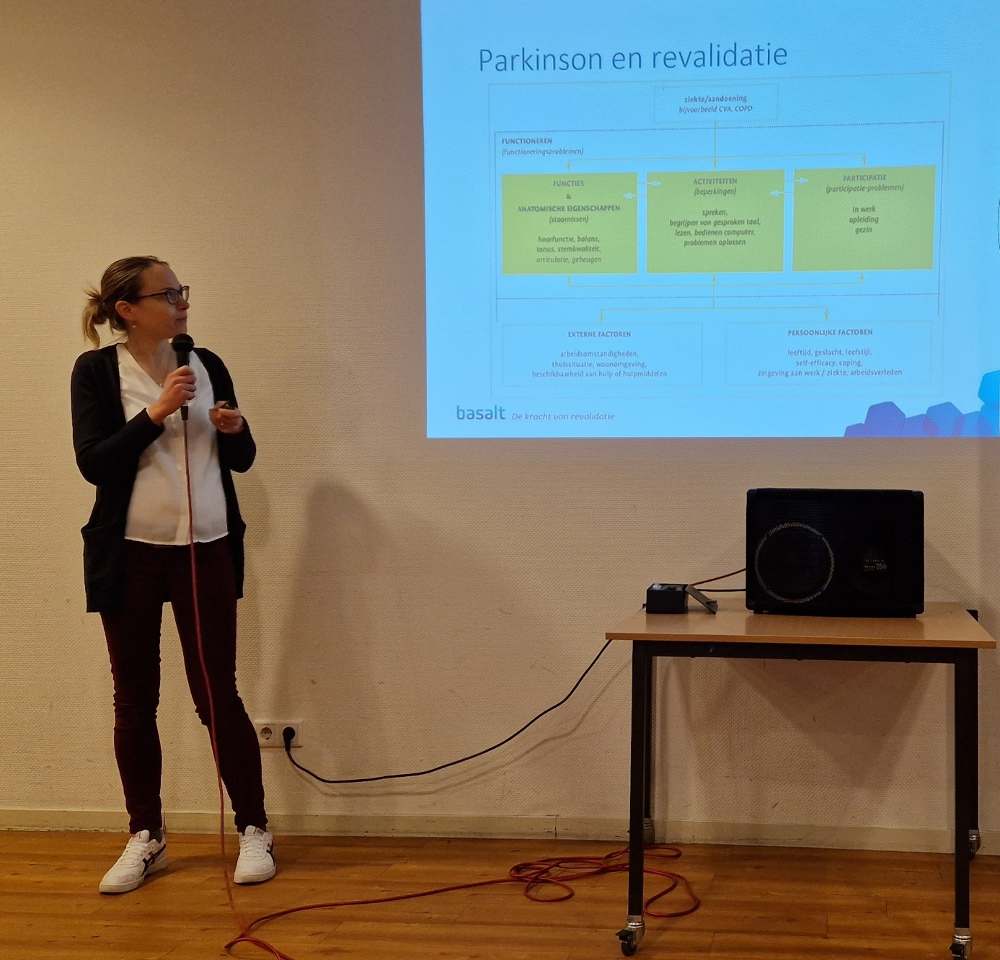 Parkinson en revalidatie
ziekte/aandoening
bijvoorbeeld CVA, COPD
FUNCTIONEREN
(functioneringsproblemen)
FUNCTIES
&
ANATOMISCHE EIGENSCHAPPEN
(stoornissen)
hoorfunctie, balans,
tonus, stemkwaliteit,
articulatie, geheugen
ACTIVITEITEN
(beperkingen)
spreken,
begrijpen van gesproken taal,
lezen, bedienen computer,
problemen oplossen
PARTICIPATIE
(participatie-problemen)
in werk
opleiding
gezin
EXTERNE FACTOREN
arbeidsomstandigheden,
thuissituatie, woonomgeving,
beschikbaarheid van hulp of hulpmiddelen
PERSOONLIJKE FACTOREN
leeftijd, geslacht, leefstijl,
self-efficacy, coping,
zingeving aan werk / ziekte, arbeidsverleden
basalt De kracht van revalidatie